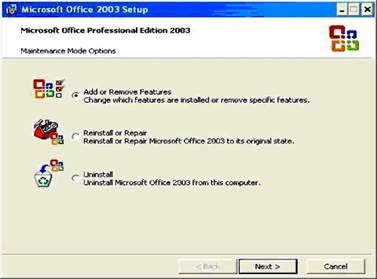 Microsoft Office 2003 Setup
Microsoft Office Professional Edition 2003
Maintenance Mode Options
Add or Remove Features
Change which features are installed or remove specific features.
Reinstall or Repair
Reinstall or Repair Microsoft Office 2003 to its original state.
Uninstall
Uninstall Microsoft Office 2003 from this computer.
< Back Next > Cancel